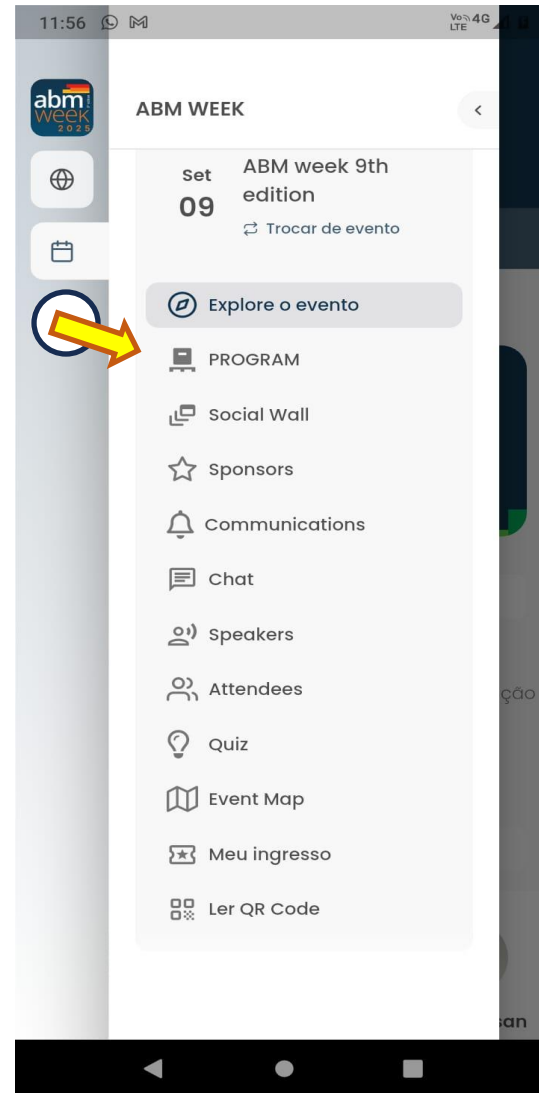 11:56
Vo 4G
LTE
abm
week
2025
ABM WEEK
Set
09
ABM week 9th
edition
Trocar de evento
Explore o evento
PROGRAM
Social Wall
Sponsors
Communications
Chat
Speakers
Attendees
ção
Quiz
Event Map
Meu ingresso
Ler QR Code
san